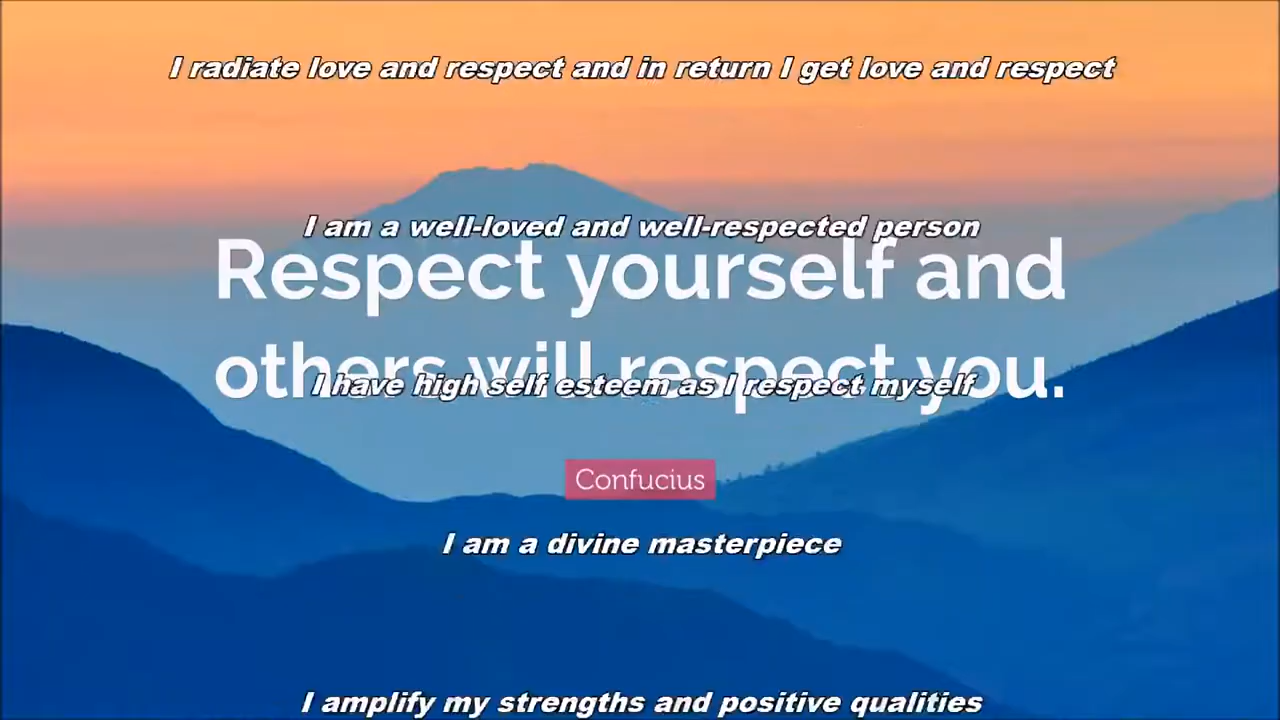 I radiate love and respect and in return I get love and respect
I am a well-loved and well-respected person
Respect yourself and
others will respect you.
I have high self esteem as I respect myself
Confucius
I am a divine masterpiece
I amplify my strengths and positive qualities